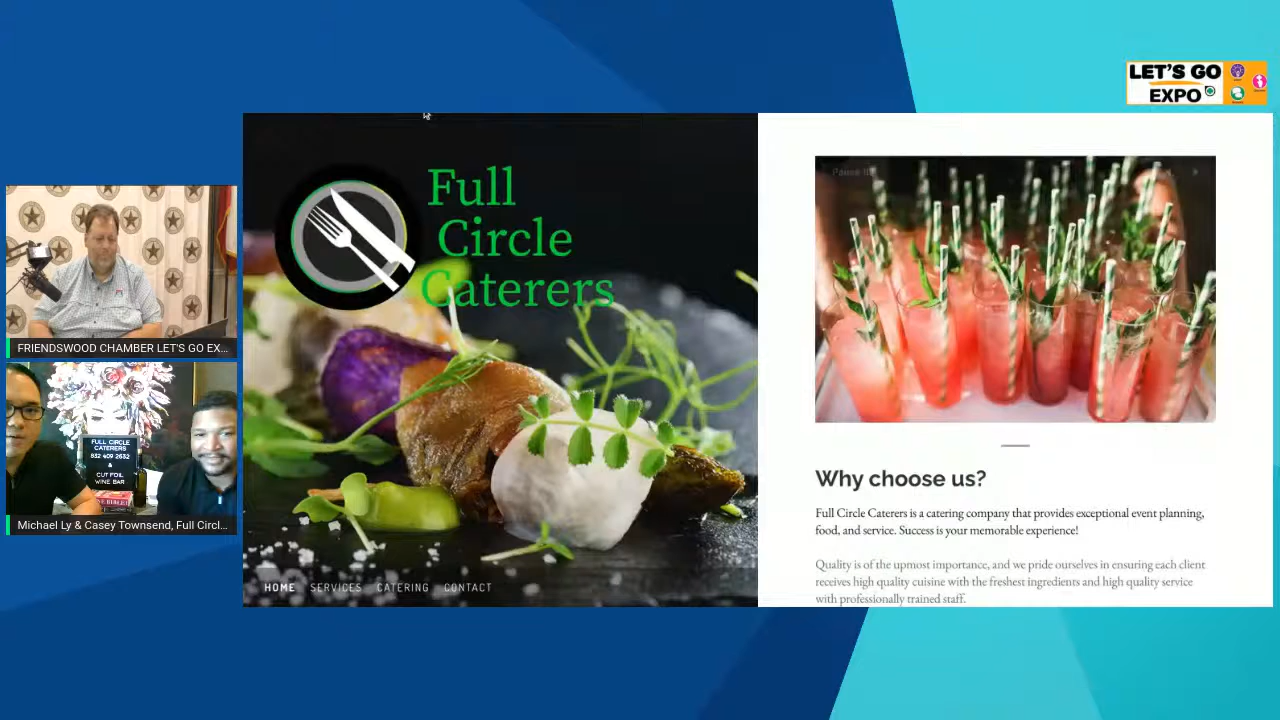 LET'S GO
EXPO
Full
Circle
Caterers
Pause
FRIENDSWOOD CHAMBER LET'S GO EX...
FULL CIRCLE
CATERERS
832 409 2632
&
CUT FOIL
WINE BAR
Michael Ly & Casey Townsend, Full Circl...
HOME SERVICES CATERING CONTACT
Why choose us?
Full Circle Caterers is a catering company that provides exceptional event planning,
food, and service. Success is your memorable experience!
Quality is of the upmost importance, and we pride ourselves in ensuring each client
receives high quality cuisine with the freshest ingredients and high quality service
with professionally trained staff.